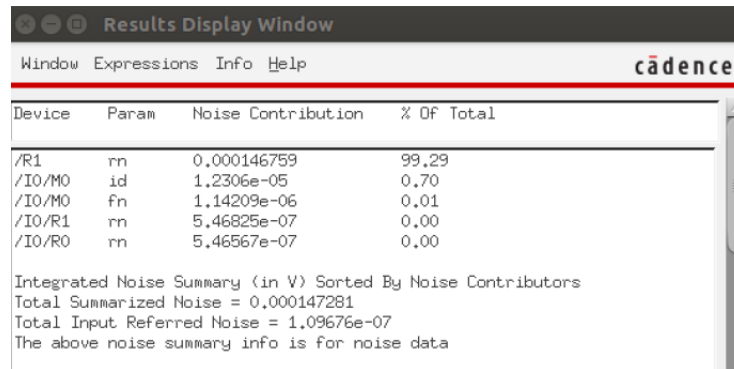 Results Display Window
Window Expressions Info Help cādence
Device Param Noise Contribution % Of Total
/R1 rn 0.000146759 99.29
/I0/M0 id 1.2306e-05 0.70
/I0/M0 fn 1.14209e-06 0.01
/I0/R1 rn 5.46825e-07 0.00
/I0/R0 rn 5.46567e-07 0.00
Integrated Noise Summary (in V) Sorted By Noise Contributors
Total Summarized Noise = 0.000147281
Total Input Referred Noise = 1.09676e-07
The above noise summary info is for noise data